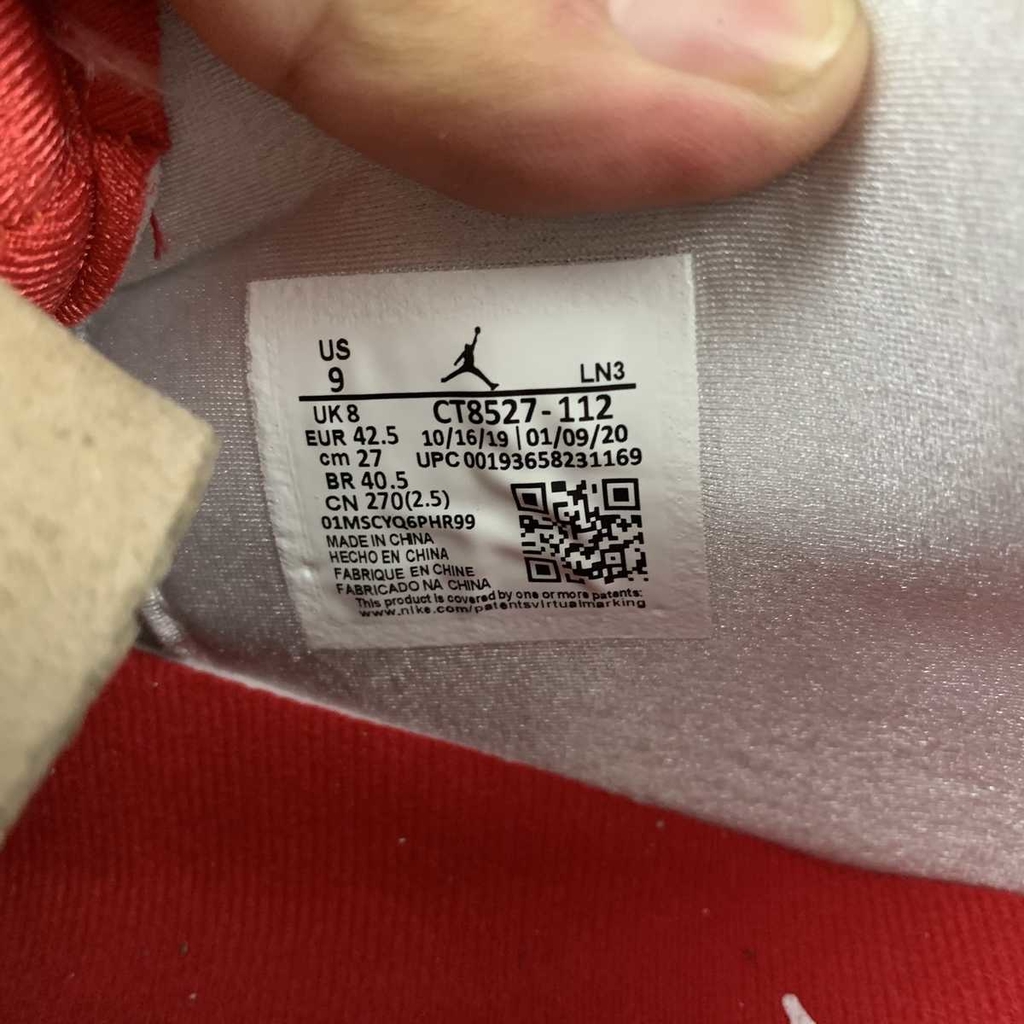 US
9
LN3
UK 8
CT8527-112
EUR 42.5
10/16/19 | 01/09/20
cm 27
UPC 00193658231169
BR 40.5
CN 270(2.5)
01MSCYQ6PHR99
MADE IN CHINA
HECHO EN CHINA
FABRIQUE EN CHINE
FABRICADO NA CHINA
This product is covered by one or more patents:
www.nike.com/patentsvirtualmarking